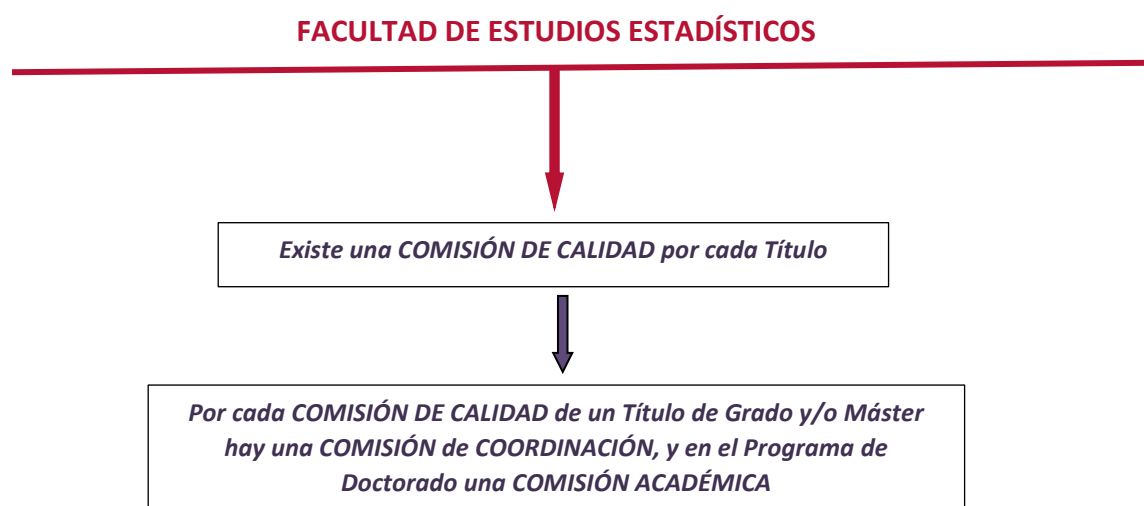 FACULTAD DE ESTUDIOS ESTADÍSTICOS
Existe una COMISIÓN DE CALIDAD por cada Título
Por cada COMISIÓN DE CALIDAD de un Título de Grado y/o Máster
hay una COMISIÓN de COORDINACIÓN, y en el Programa de
Doctorado una COMISIÓN ACADÉMICA